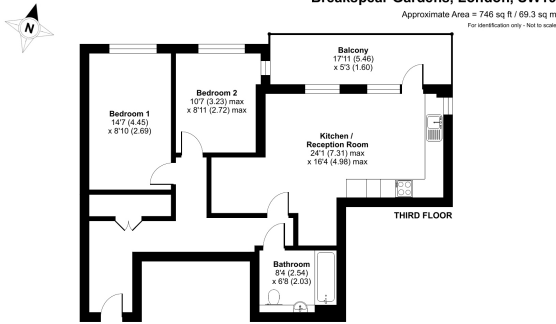 Breakspear Gardens, London, SW19
Approximate Area = 746 sq ft / 69.3 sq m
For identification only - Not to scale
N
Balcony
17'11 (5.46)
x 5'3 (1.60)
Bedroom 2
10'7 (3.23) max
x 8'11 (2.72) max
Bedroom 1
14'7 (4.45)
x 8'10 (2.69)
Kitchen /
Reception Room
24'1 (7.31) max
x 16'4 (4.98) max
THIRD FLOOR
Bathroom
8'4 (2.54)
x 6'8 (2.03)